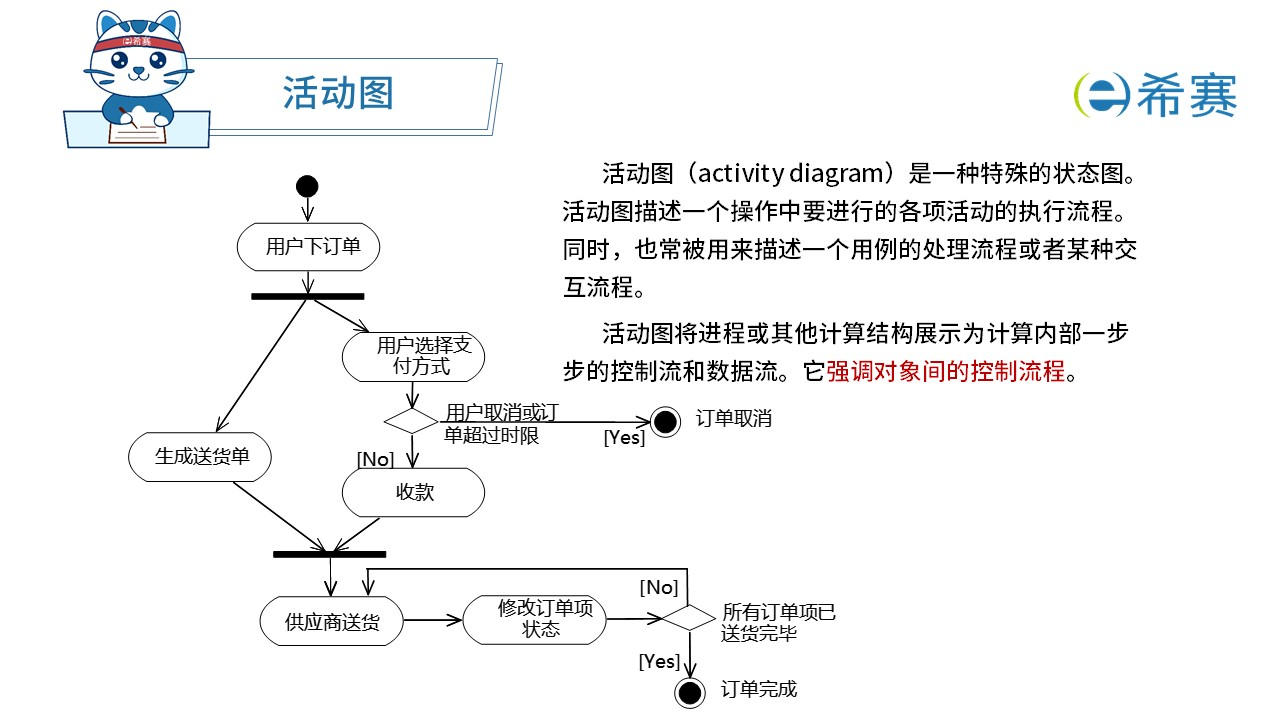 希赛
活动图
希赛
活动图（activity diagram）是一种特殊的状态图。
活动图描述一个操作中要进行的各项活动的执行流程。
同时，也常被用来描述一个用例的处理流程或者某种交
互流程。
活动图将进程或其他计算结构展示为计算内部一步
步的控制流和数据流。它强调对象间的控制流程。
用户下订单
用户选择支
付方式
用户取消或订
单超过时限
[Yes]
订单取消
[No]
生成送货单
收款
供应商送货
修改订单项
状态
[No]
所有订单项已
送货完毕
[Yes]
订单完成